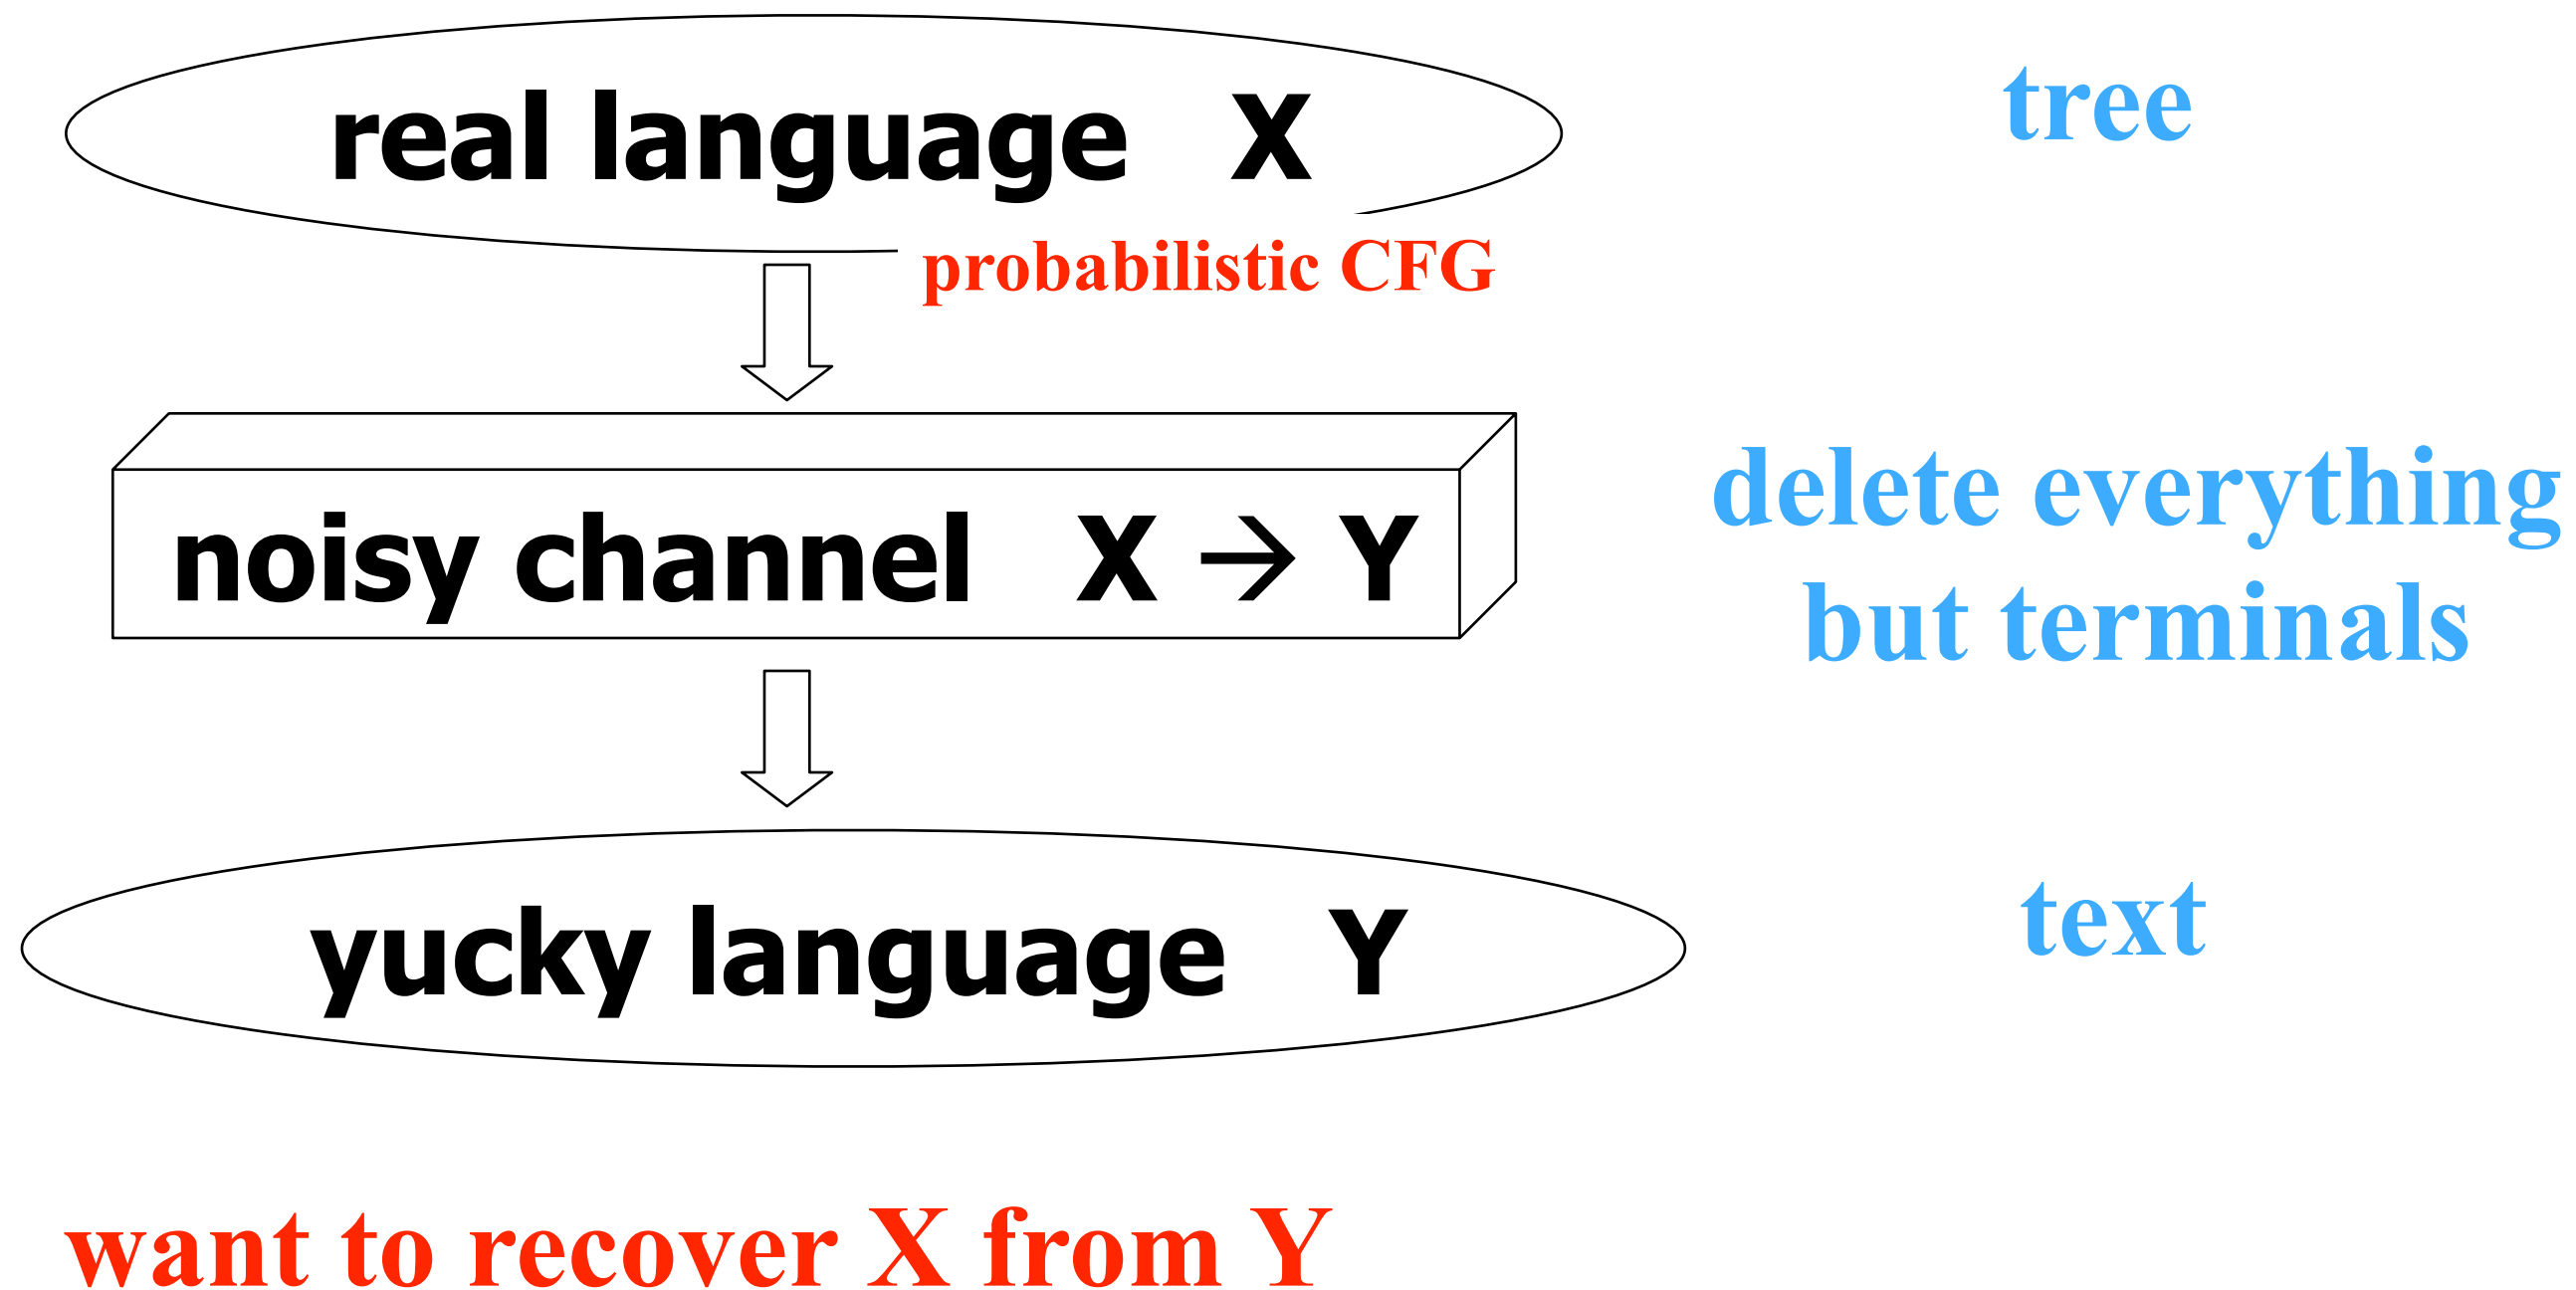 real language X
tree
probabilistic CFG
noisy channel X → Y
delete everything
but terminals
yucky language Y
text
want to recover X from Y